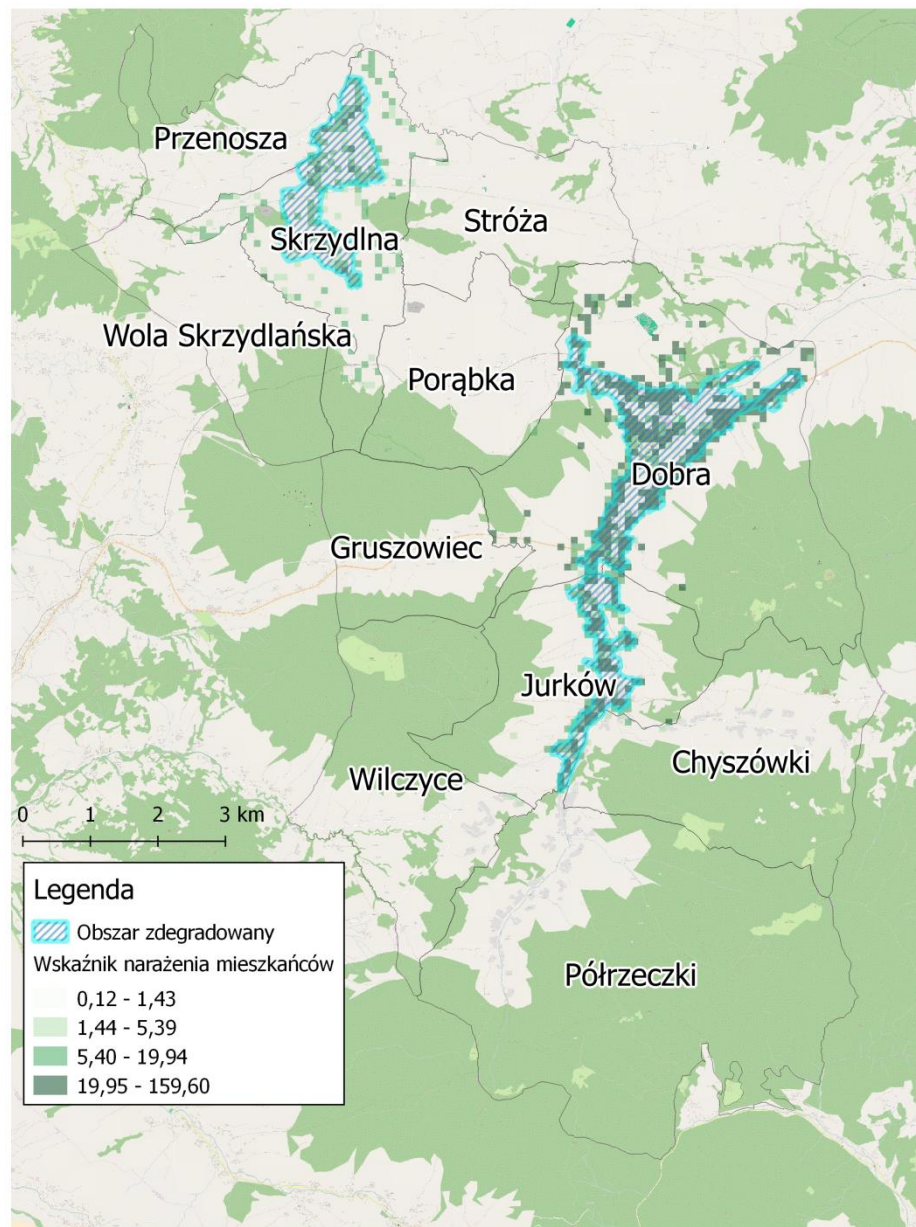 Przenosza
Stróża
Skrzydlna
Wola Skrzydlańska
Porąbka
Dobra
Gruszowiec
Jurków
Chyszówki
Wilczyce
0 1 2 3 km
Legenda
Obszar zdegradowany
Wskaźnik narażenia mieszkańców
0,12 - 1,43
1,44 - 5,39
5,40 - 19,94
19,95 - 159,60
Półrzeczki